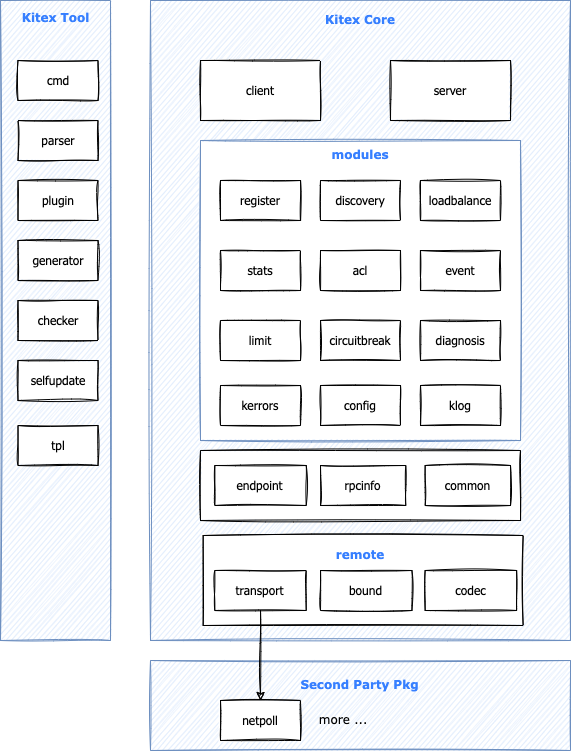 Kitex Tool
cmd
parser
plugin
generator
checker
selfupdate
tpl
Kitex Core
client
server
modules
register
discovery
loadbalance
stats
acl
event
limit
circuitbreak
diagnosis
kerrors
config
klog
endpoint
rpcinfo
common
remote
transport
bound
codec
Second Party Pkg
netpoll
more ...